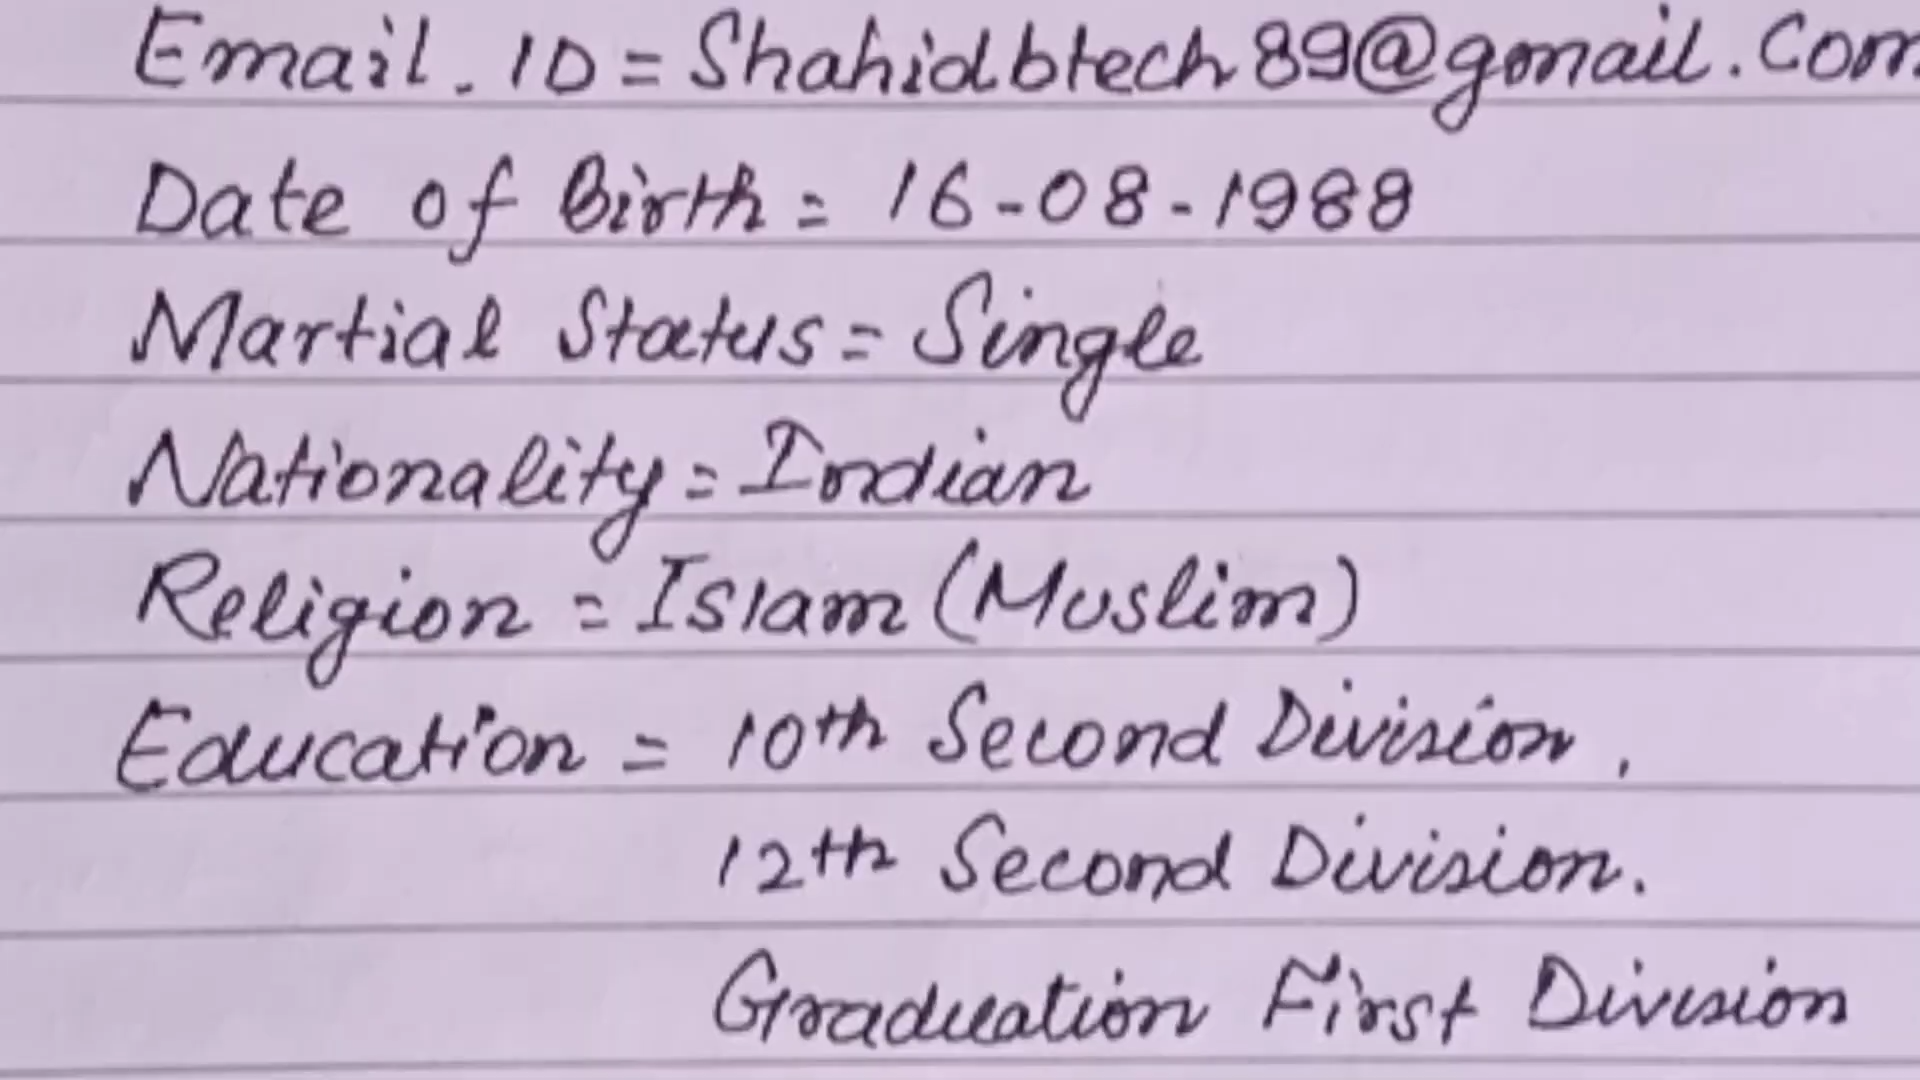 Email. ID = Shahidbtech89@gmail.com
Date of Birth = 16-08-1988
Martial Status = Single
Nationality = Indian
Religion = Islam (Muslim)
Education = 10th Second Division,
12th Second Division.
Graduation First Division